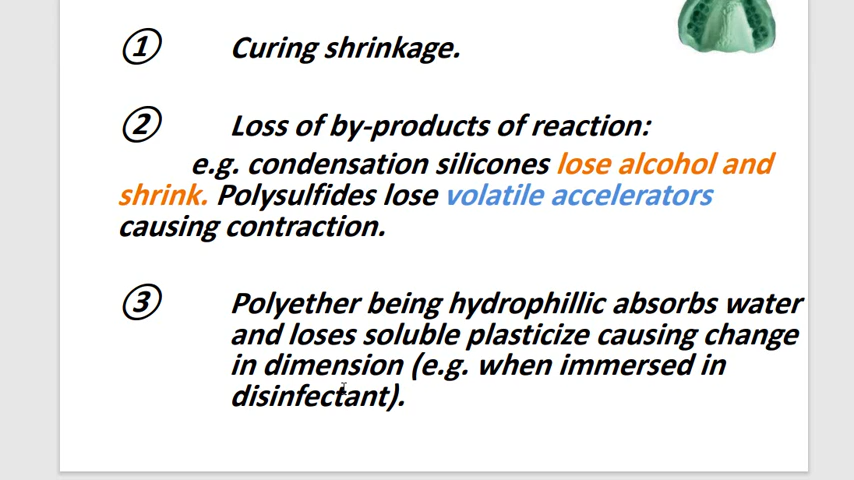 ① Curing shrinkage.
② Loss of by-products of reaction:
e.g. condensation silicones lose alcohol and
shrink. Polysulfides lose volatile accelerators
causing contraction.
③ Polyether being hydrophillic absorbs water
and loses soluble plasticize causing change
in dimension (e.g. when immersed in
disinfectant).